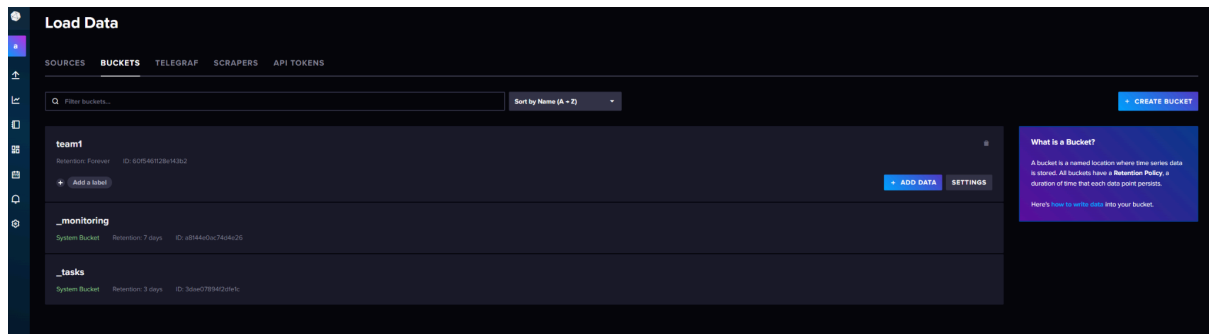 Load Data
a
SOURCES BUCKETS TELEGRAF SCRAPERS API TOKENS
Filter buckets...
Sort by Name (A → Z)
+ CREATE BUCKET
team1
Retention: Forever
+ Add a label
+ ADD DATA SETTINGS
_monitoring
System Bucket Retention: 7 days
_tasks
System Bucket Retention: 3 days
What is a Bucket?
A bucket is a named location where time series data
is stored. All buckets have a Retention Policy, a
duration of time that each data point persists.
Here's how to write data into your bucket.